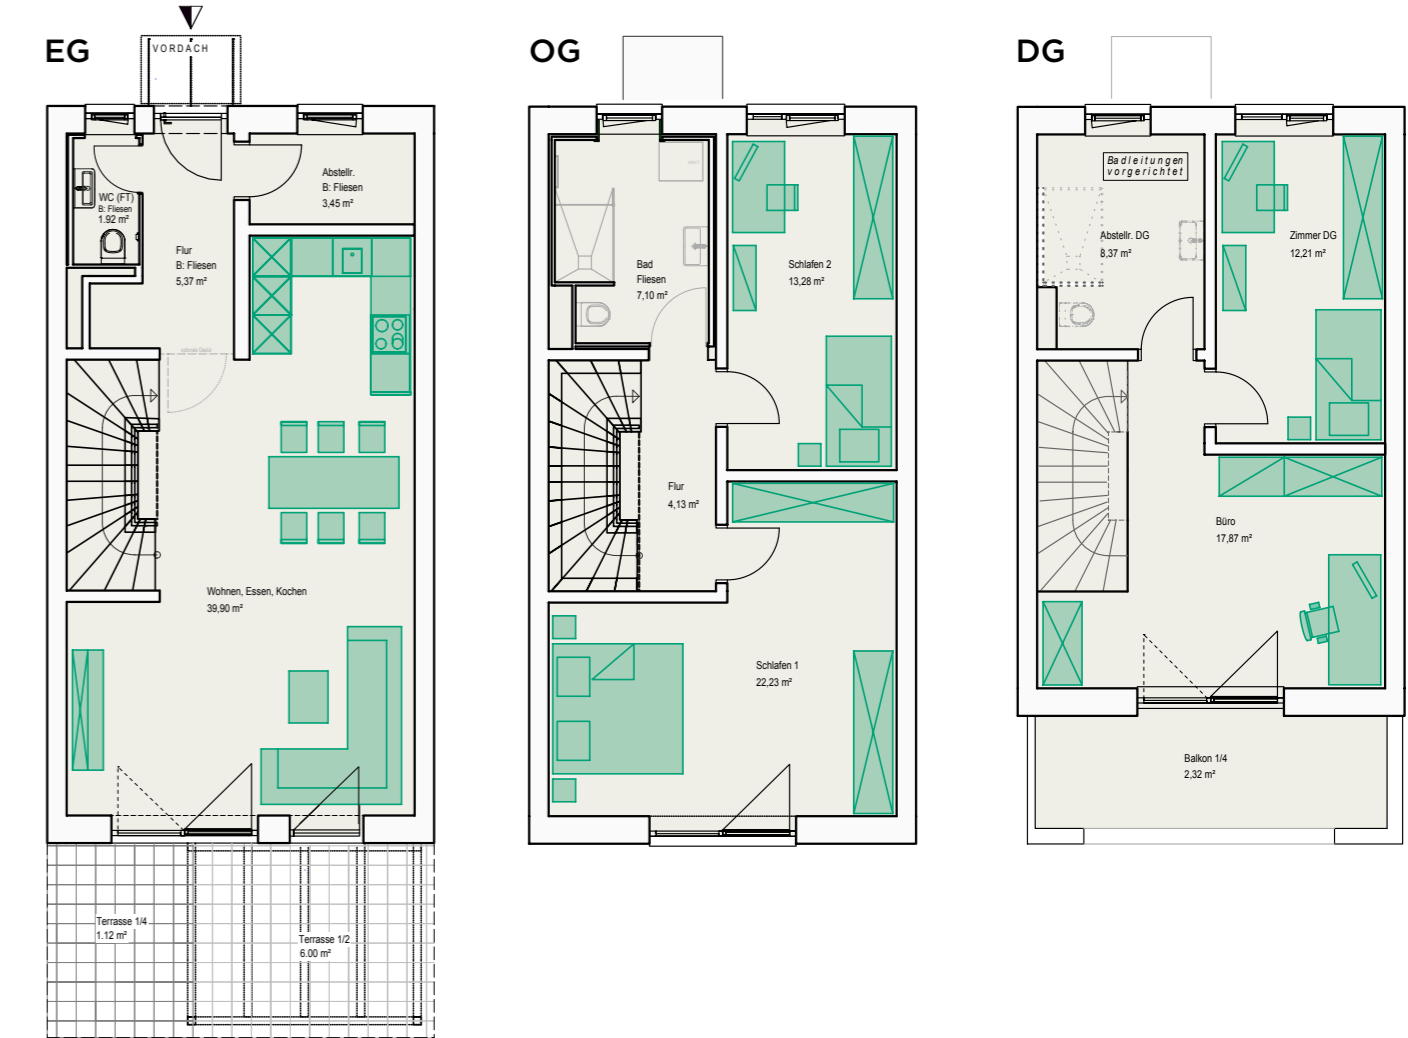 EG
VORDACH
WC (FT)
B: Fliesen
1.92 m²
Abstellr.
B: Fliesen
3,45 m²
Flur
B: Fliesen
5,37 m²
Wohnen, Essen, Kochen
39,90 m²
Terrasse 1/4
1.12 m²
Terrasse 1/2
6.00 m²
OG
Bad
Fliesen
7,10 m²
Schlafen 2
13,28 m²
Flur
4,13 m²
Schlafen 1
22,23 m²
DG
Badleitungen
vorgerichtet
Abstellr. DG
8,37 m²
Zimmer DG
12,21 m²
Büro
17,87 m²
Balkon 1/4
2,32 m²